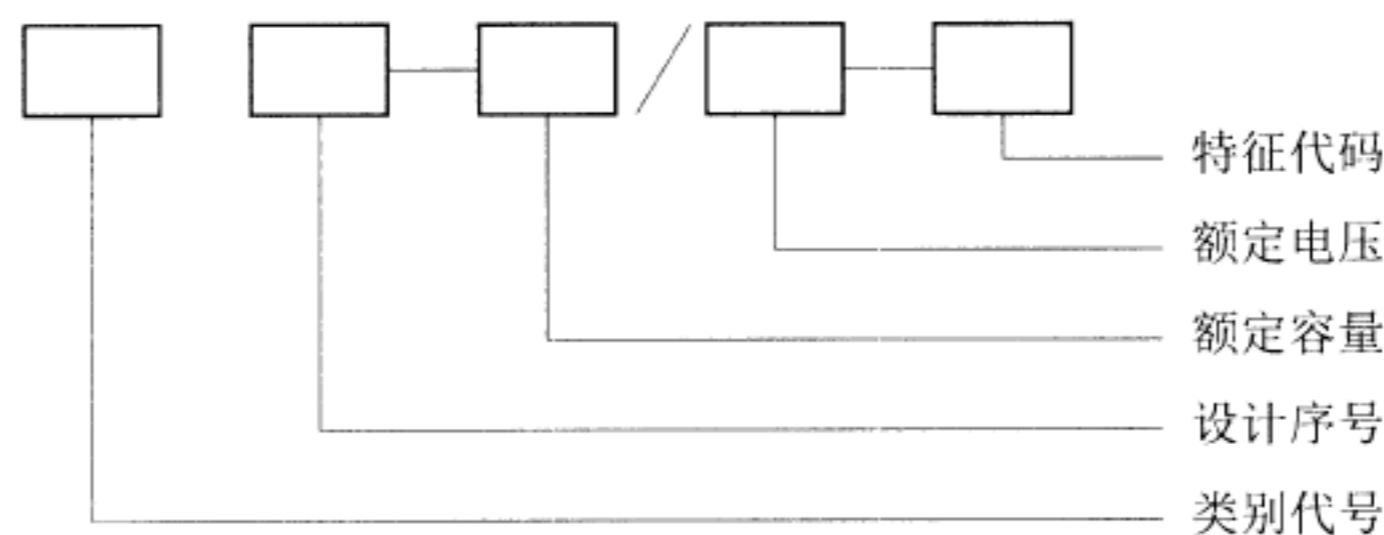 特征代码
额定电压
额定容量
设计序号
类别代号